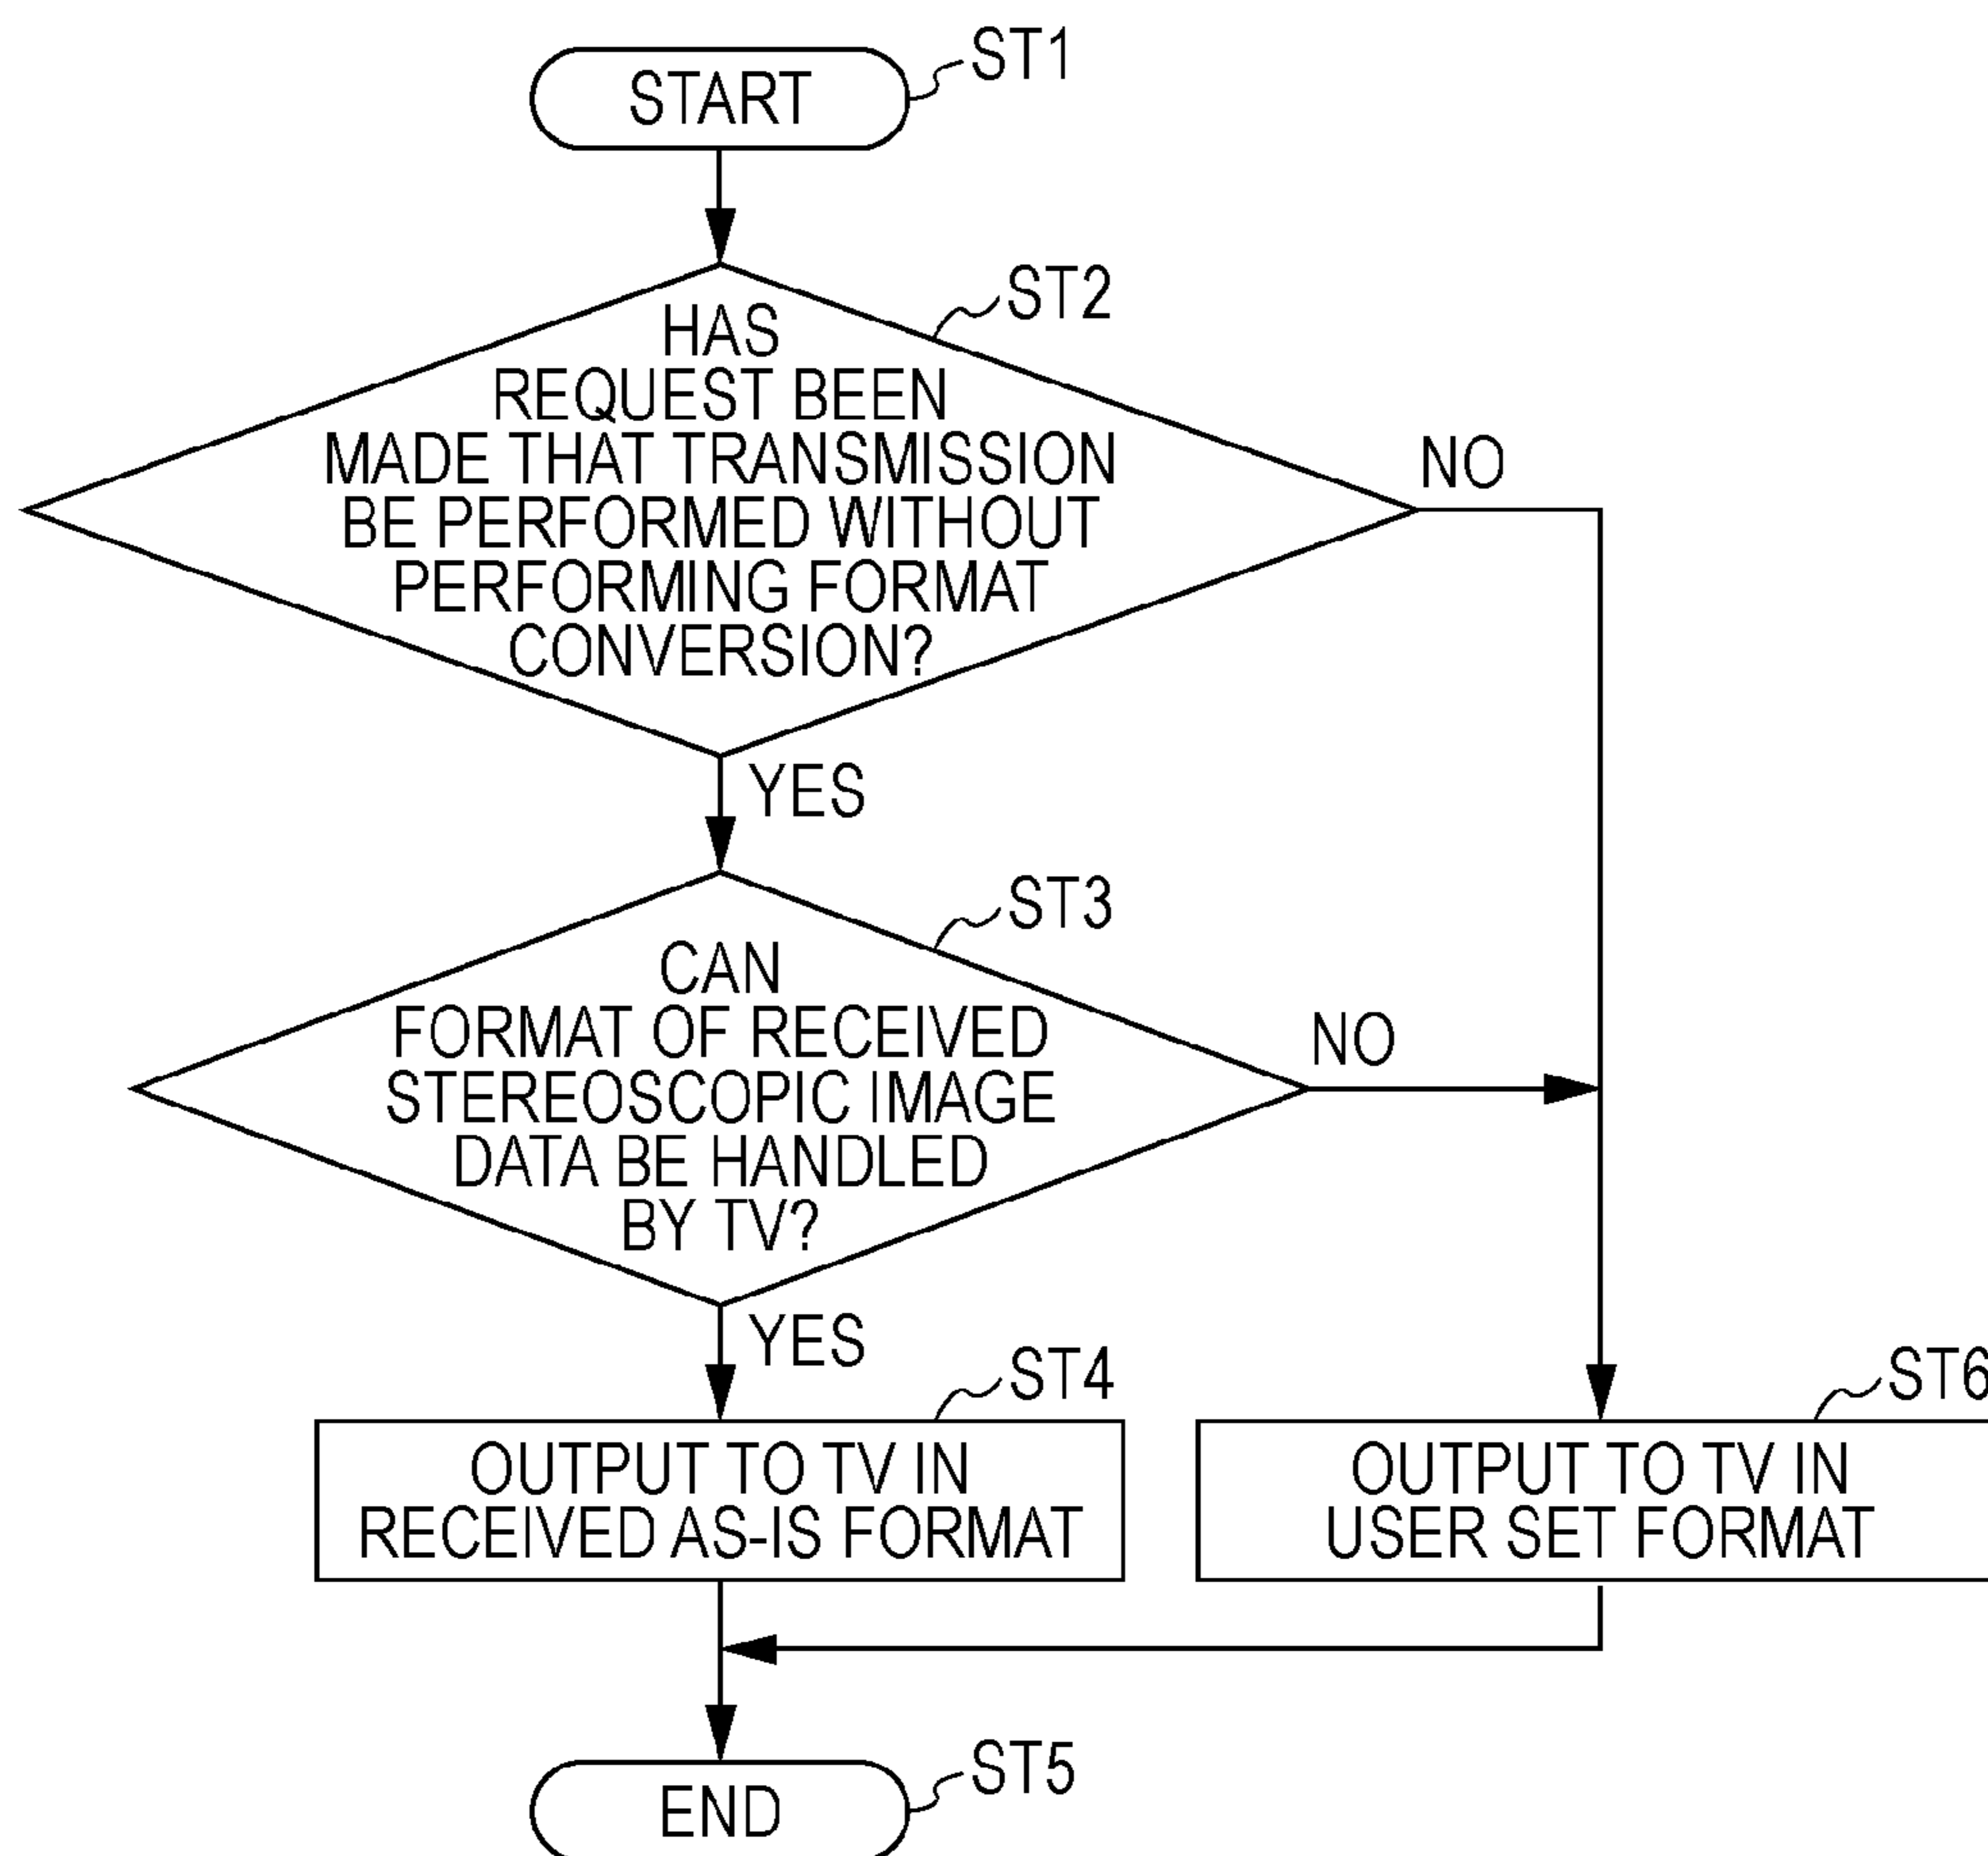 START
ST1
HAS
REQUEST BEEN
MADE THAT TRANSMISSION
BE PERFORMED WITHOUT
PERFORMING FORMAT
CONVERSION?
ST2
NO
YES
CAN
FORMAT OF RECEIVED
STEREOSCOPIC IMAGE
DATA BE HANDLED
BY TV?
ST3
NO
YES
ST4
OUTPUT TO TV IN
RECEIVED AS-IS FORMAT
ST6
OUTPUT TO TV IN
USER SET FORMAT
END
ST5